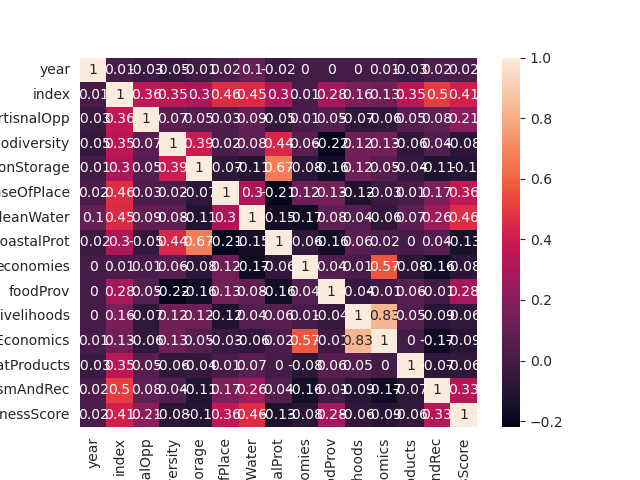 year 1 0.01 -0.03 -0.05 -0.01 0.02 0.1 -0.02 0 0 0 0.01 -0.03 0.02 0.02
index 0.01 1 0.36 0.35 0.3 0.46 0.45 0.3 0.01 0.28 0.16 0.13 0.35 0.5 0.41
rtisnalOpp 0.03 0.36 1 0.07 0.05 0.03 0.09 0.05 0.01 0.05 0.07 0.06 0.05 0.08 0.21
odiversity 0.05 0.35 0.07 1 0.39 0.02 0.08 0.44 0.06 -0.22 0.12 0.13 0.06 0.04 -0.08
onStorage 0.01 0.3 0.05 0.39 1 0.07 -0.11 0.67 -0.08 0.16 0.12 0.05 0.04 -0.11 -0.1
nseOfPlace 0.02 0.46 0.03 0.02 0.07 1 0.3 -0.21 0.12 0.13 -0.12 0.03 0.01 0.17 0.36
leanWater 0.1 0.45 0.09 0.08 -0.11 0.3 1 -0.15 -0.17 0.08 0.04 -0.06 0.07 0.26 0.46
oastalProt 0.02 0.3 -0.05 0.44 0.67 -0.21 -0.15 1 -0.06 -0.16 0.06 0.02 0 0.04 -0.13
economies 0 0.01 0.01 0.06 -0.08 0.12 -0.17 -0.06 1 0.04 -0.01 0.57 -0.08 -0.16 -0.08
foodProv 0 0.28 0.05 -0.22 -0.16 0.13 0.08 -0.16 0.04 1 0.04 -0.01 0.06 -0.01 0.28
ivelihoods 0 0.16 -0.07 0.12 0.12 -0.12 0.04 0.06 0.01 -0.04 1 0.83 0.05 0.09 -0.06
Economics 0.01 0.13 -0.06 0.13 0.05 0.03 -0.06 0.02 0.57 -0.01 0.83 1 0 -0.17 -0.09
atProducts 0.03 0.35 0.05 -0.06 0.04 0.01 0.07 0 -0.08 0.06 0.05 0 1 0.07 -0.06
smAndRec 0.02 0.5 0.08 0.04 -0.11 0.17 0.26 0.04 -0.16 0.01 0.09 -0.17 -0.07 1 0.33
nessScore 0.02 0.41 0.21 -0.08 -0.1 0.36 0.46 -0.13 -0.08 0.28 0.06 0.09 0.06 0.33 1
year
index
alOpp
ersity
orage
fPlace
Water
alProt
omies
odProv
lhoods
omics
oducts
ndRec
sScore
1.0
0.8
0.6
0.4
0.2
0.0
−0.2